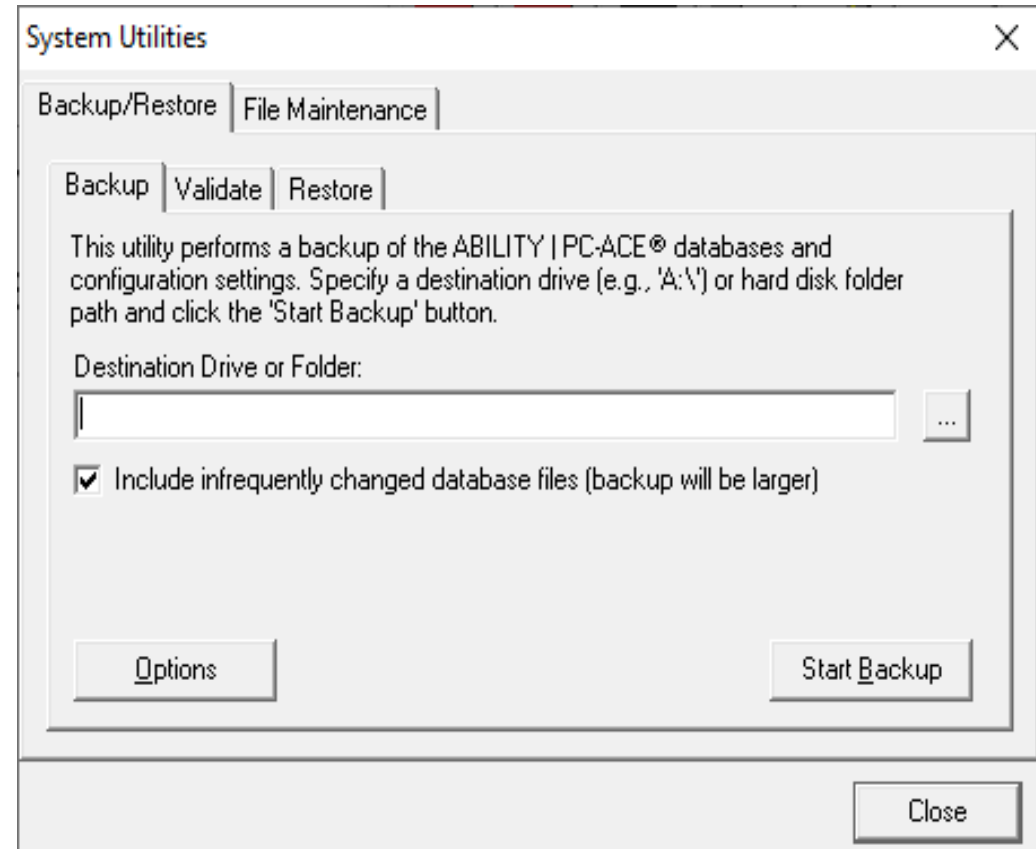 System Utilities
Backup/Restore
File Maintenance
Backup
Validate
Restore
This utility performs a backup of the ABILITY | PC-ACE® databases and
configuration settings. Specify a destination drive (e.g., 'A:\') or hard disk folder
path and click the 'Start Backup' button.
Destination Drive or Folder:
...
Include infrequently changed database files (backup will be larger)
Options
Start Backup
Close